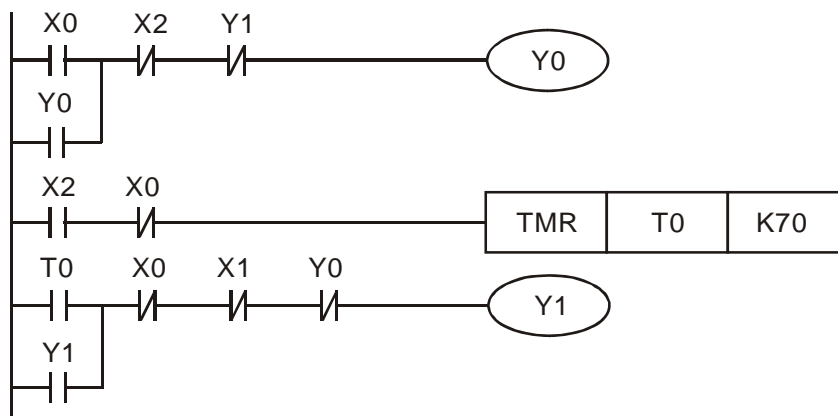 X0 X2 Y1
Y0
Y0
X2 X0
TMR T0 K70
T0 X0 X1 Y0
Y1
Y1